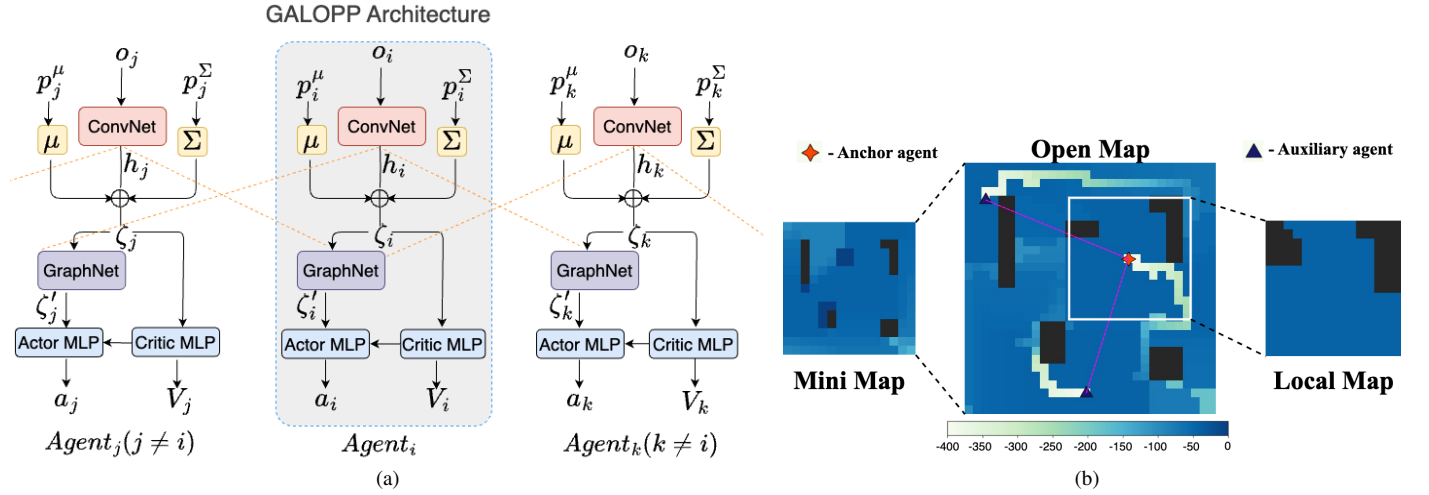 GALOPP Architecture
o_j
p_j^μ
p_j^Σ
ConvNet
μ
Σ
h_j
ζ_j
GraphNet
ζ′_j
Actor MLP
Critic MLP
a_j
V_j
Agent_j(j ≠ i)
o_i
p_i^μ
p_i^Σ
ConvNet
μ
Σ
h_i
ζ_i
GraphNet
ζ′_i
Actor MLP
Critic MLP
a_i
V_i
Agent_i
o_k
p_k^μ
p_k^Σ
ConvNet
μ
Σ
h_k
ζ_k
GraphNet
ζ′_k
Actor MLP
Critic MLP
a_k
V_k
Agent_k(k ≠ i)
(a)
- Anchor agent
Open Map
- Auxiliary agent
Mini Map
Local Map
-400 -350 -300 -250 -200 -150 -100 -50 0
(b)